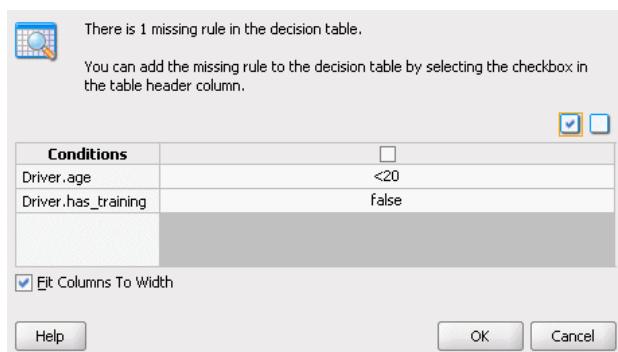 There is 1 missing rule in the decision table.
You can add the missing rule to the decision table by selecting the checkbox in
the table header column.
Conditions
Driver.age <20
Driver.has_training false
Fit Columns To Width
Help OK Cancel